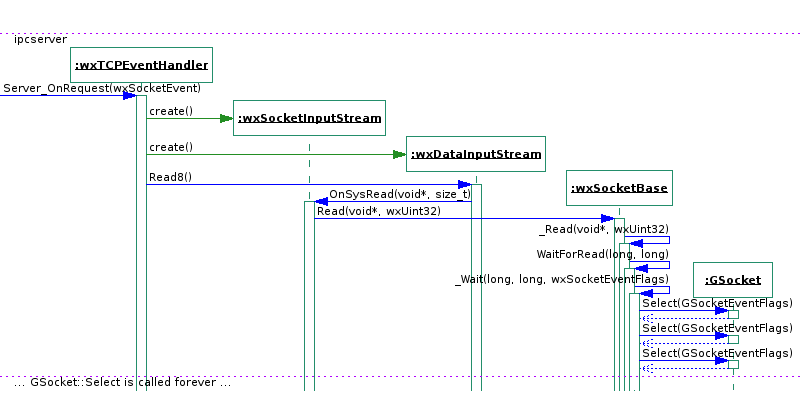 ipcserver
:wxTCPEventHandler
Server_OnRequest(wxSocketEvent)
create()
:wxSocketInputStream
create()
:wxDataInputStream
Read8()
:wxSocketBase
OnSysRead(void*, size_t)
Read(void*, wxUint32)
_Read(void*, wxUint32)
WaitForRead(long, long)
_Wait(long, long, wxSocketEventFlags)
:GSocket
Select(GSocketEventFlags)
Select(GSocketEventFlags)
Select(GSocketEventFlags)
... GSocket::Select is called forever ...